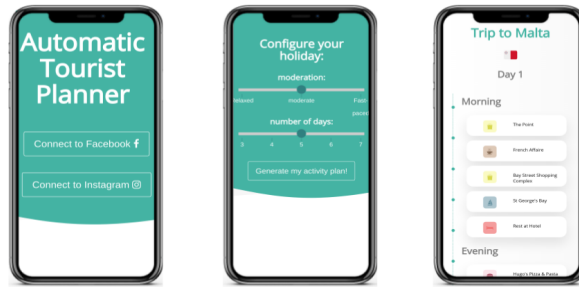 Automatic
Tourist
Planner
Connect to Facebook f
Connect to Instagram
Configure your
holiday:
moderation:
relaxed moderate Fast-
paced
number of days:
3 4 5 6 7
Generate my activity plan!
Trip to Malta
Day 1
Morning
The Point
French Affaire
Bay Street Shopping
Complex
St George's Bay
Rest at Hotel
Evening
Hugo's Pizza & Pasta